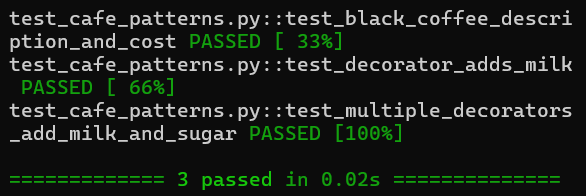 test_cafe_patterns.py::test_black_coffee_descri
ption_and_cost PASSED [ 33%]
test_cafe_patterns.py::test_decorator_adds_milk
 PASSED [ 66%]
test_cafe_patterns.py::test_multiple_decorators
_add_milk_and_sugar PASSED [100%]
============= 3 passed in 0.02s ==============